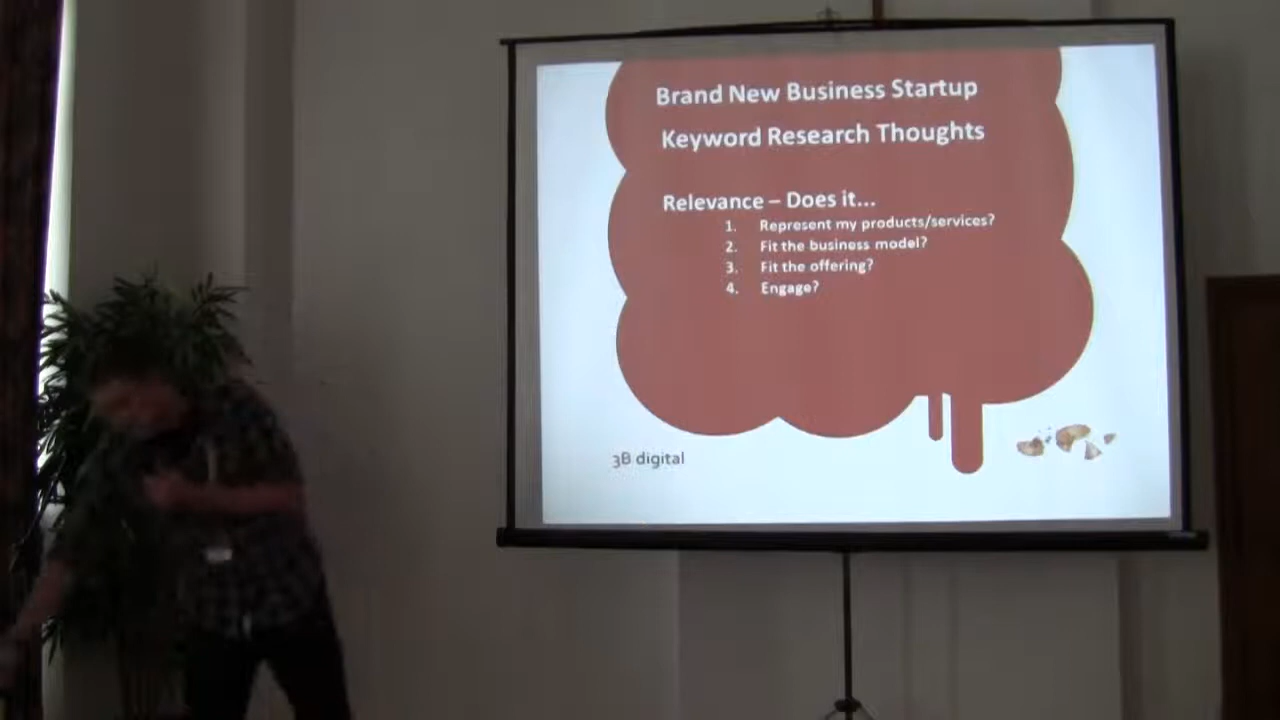 Brand New Business Startup
Keyword Research Thoughts
Relevance – Does it...
1. Represent my products/services?
2. Fit the business model?
3. Fit the offering?
4. Engage?
3B digital